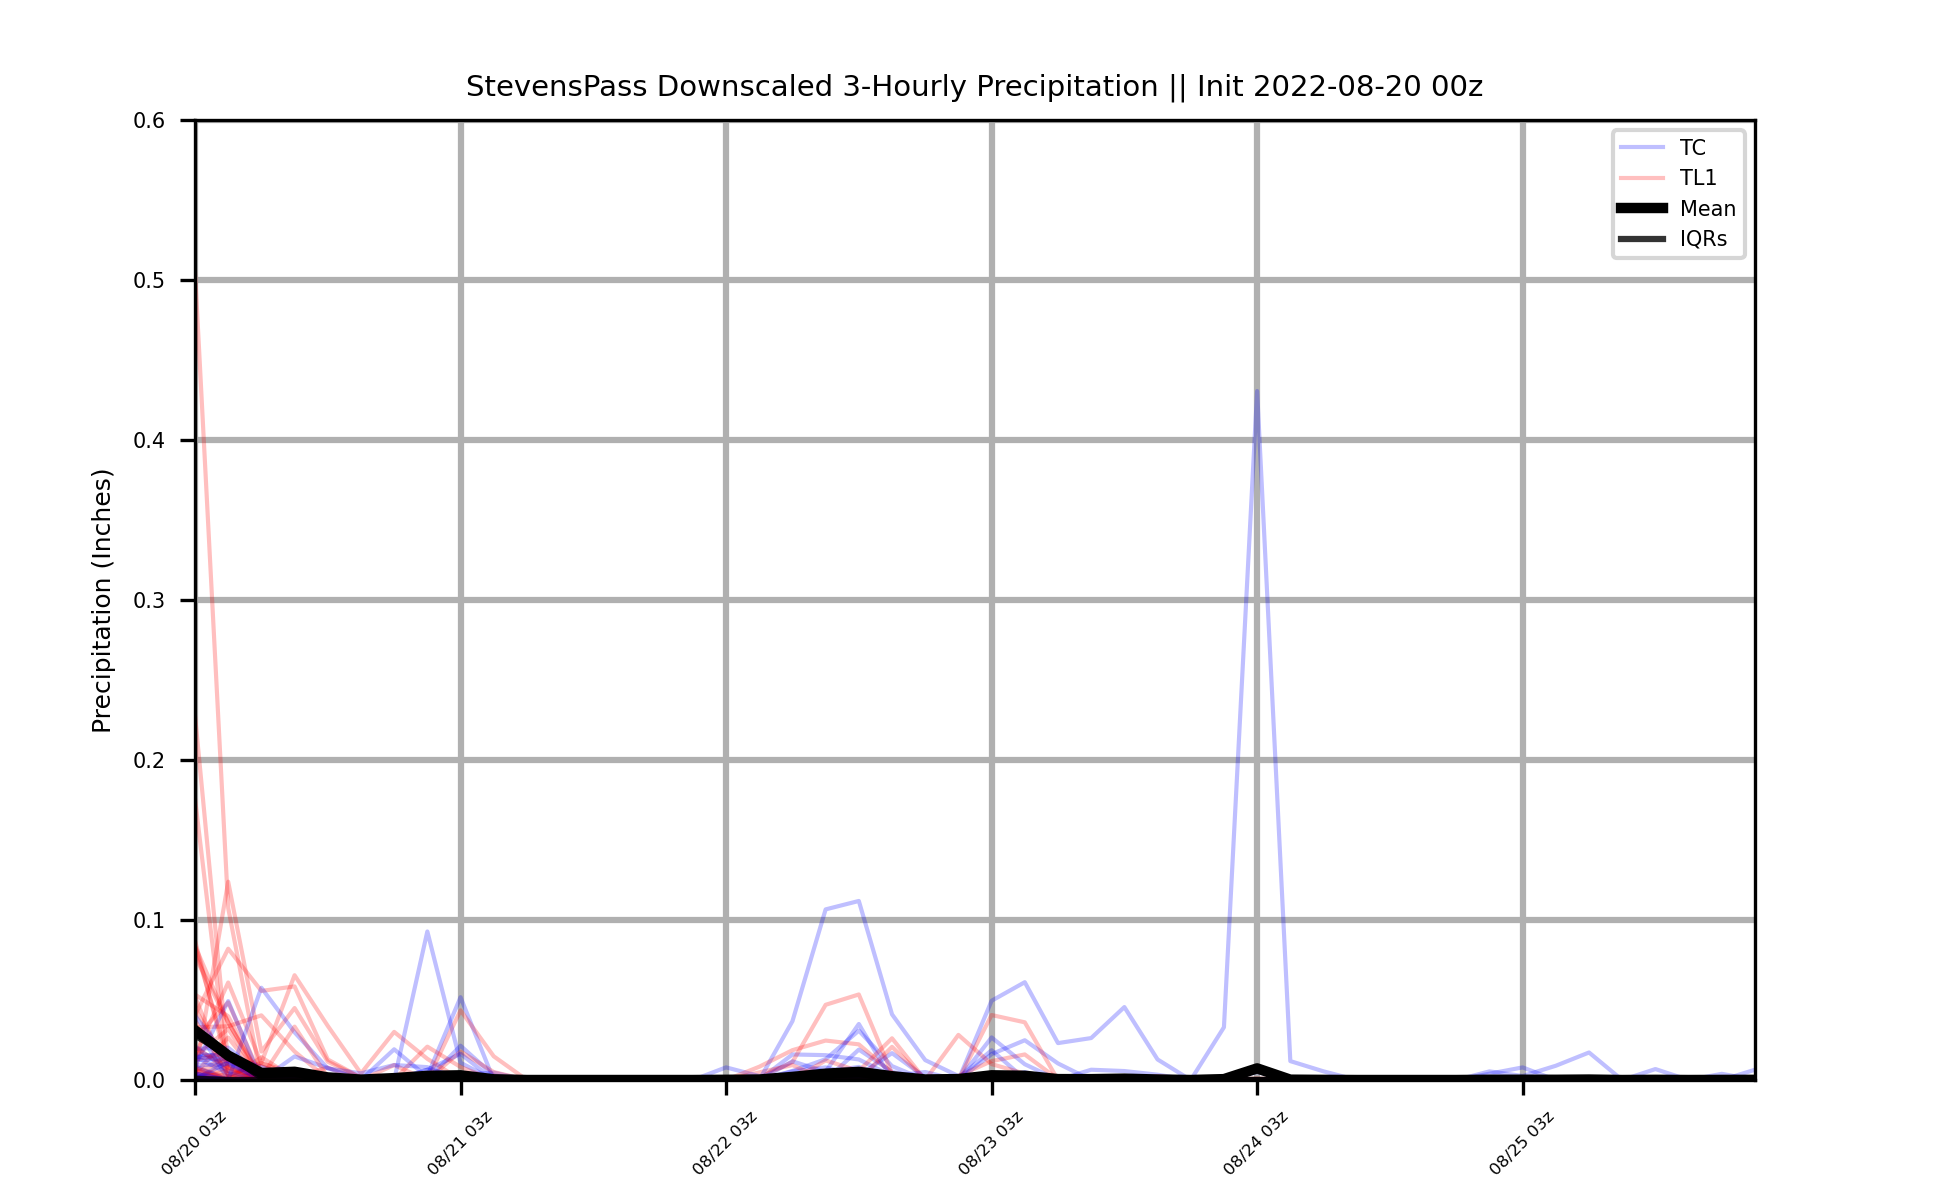 StevensPass Downscaled 3-Hourly Precipitation || Init 2022-08-20 00z
TC
TL1
Mean
IQRs
Precipitation (Inches)
0.6
0.5
0.4
0.3
0.2
0.1
0.0
08/20 03z
08/21 03z
08/22 03z
08/23 03z
08/24 03z
08/25 03z